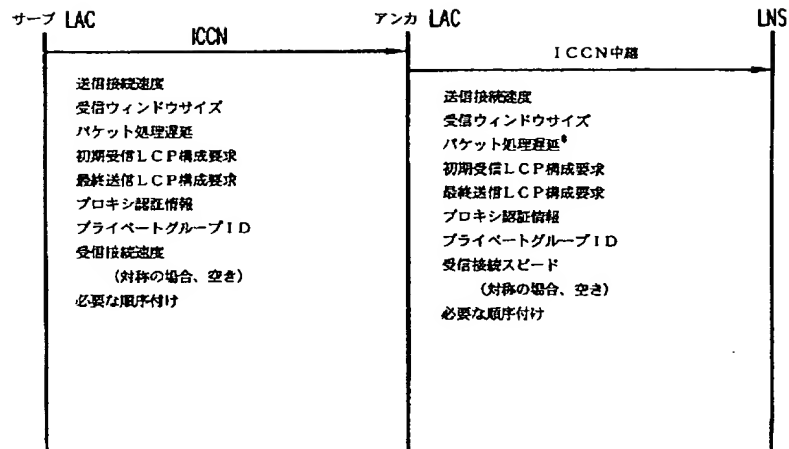 サーブ LAC
アンカ LAC
LNS
ICCN
ICCN中継
送信接続速度
受信ウィンドウサイズ
パケット処理遅延
初期受信LCP構成要求
最終送信LCP構成要求
プロキシ認証情報
プライベートグループID
受信接続速度
(対称の場合、空き)
必要な順序付け
送信接続速度
受信ウィンドウサイズ
パケット処理遅延*
初期受信LCP構成要求
最終送信LCP構成要求
プロキシ認証情報
プライベートグループID
受信接続スピード
(対称の場合、空き)
必要な順序付け